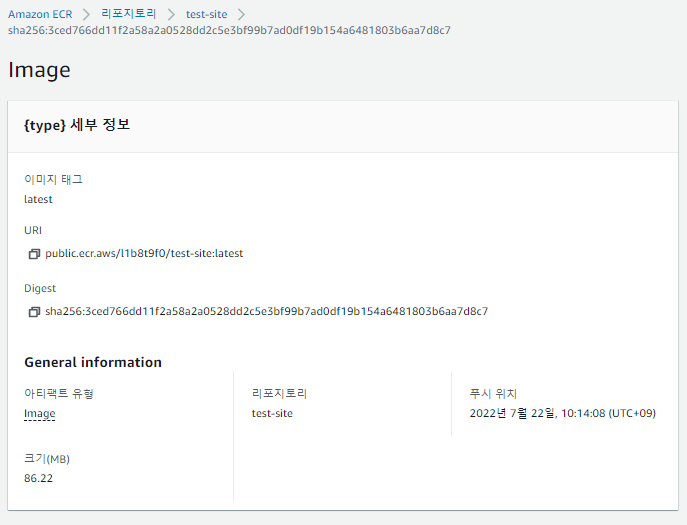 Amazon ECR > 리포지토리 > test-site >
sha256:3ced766dd11f2a58a2a0528dd2c5e3bf99b7ad0df19b154a6481803b6aa7d8c7
Image
{type} 세부 정보
이미지 태그
latest
URI
public.ecr.aws/l1b8t9f0/test-site:latest
Digest
sha256:3ced766dd11f2a58a2a0528dd2c5e3bf99b7ad0df19b154a6481803b6aa7d8c7
General information
아티팩트 유형
Image
리포지토리
test-site
푸시 위치
2022년 7월 22일, 10:14:08 (UTC+09)
크기(MB)
86.22